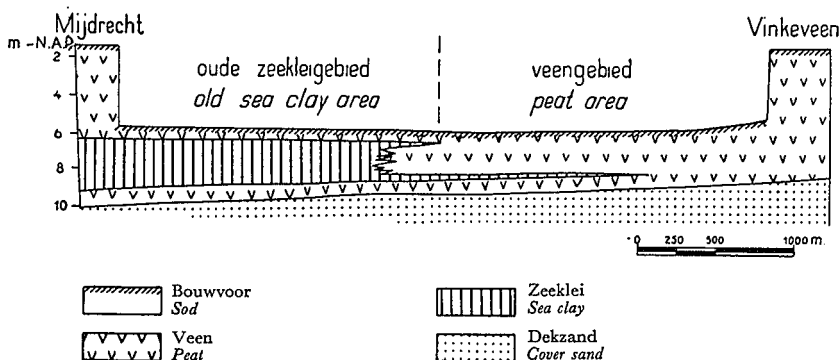 Mijdrecht
Vinkeveen
m -N.A.P.
2
4
6
8
10
oude zeekleigebied
old sea clay area
veengebied
peat area
0 250 500 1000 m.
Bouwvoor
Sod
Zeeklei
Sea clay
Veen
Peat
Dekzand
Cover sand